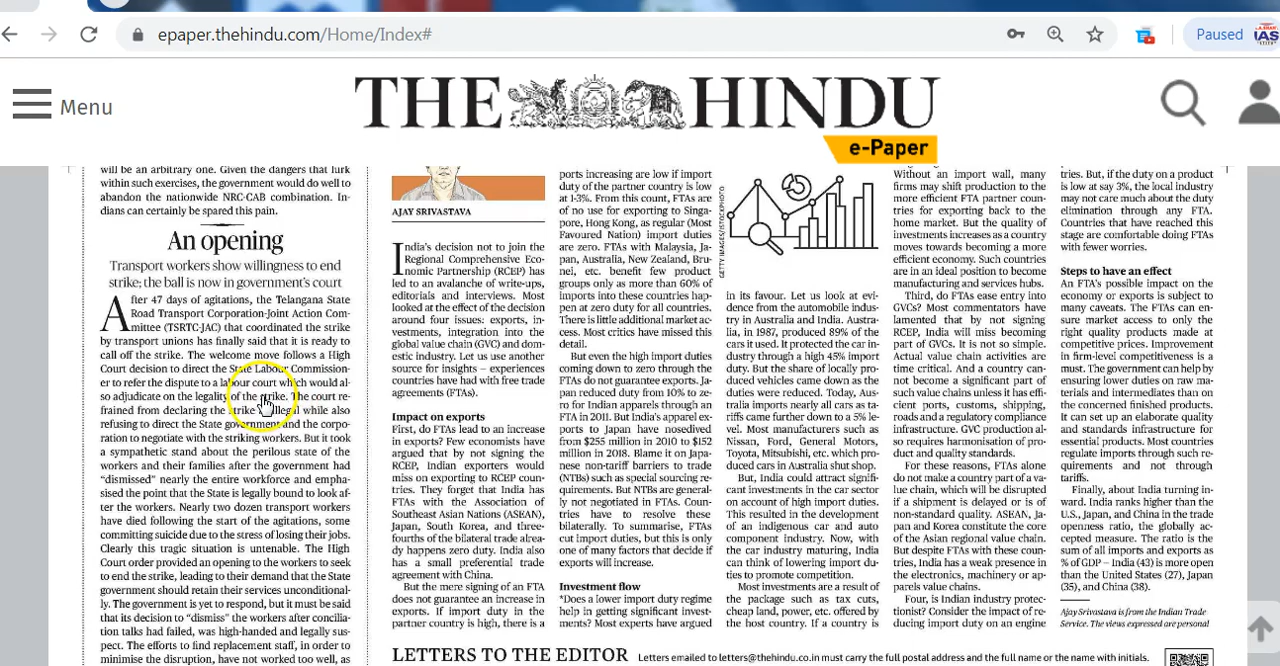 epaper.thehindu.com/Home/Index#
Paused
IAS
Menu
THE HINDU
e-Paper
will be an arbitrary one. Given the dangers that lurk
within such exercises, the government would do well to
abandon the nationwide NRC-CAB combination. In-
dians can certainly be spared this pain.
An opening
Transport workers show willingness to end
strike; the ball is now in government's court
After 47 days of agitations, the Telangana State
Road Transport Corporation-Joint Action Com-
mittee (TSRTC-JAC) that coordinated the strike
by transport unions has finally said that it is ready to
call off the strike. The welcome move follows a High
Court decision to direct the State Labour Commission-
er to refer the dispute to a labour court which would al-
so adjudicate on the legality of the strike. The court re-
frained from declaring the strike illegal while also
refusing to direct the State government and the corpo-
ration to negotiate with the striking workers. But it took
a sympathetic stand about the perilous state of the
workers and their families after the government had
"dismissed" nearly the entire workforce and empha-
sised the point that the State is legally bound to look af-
ter the workers. Nearly two dozen transport workers
have died following the start of the agitations, some
committing suicide due to the stress of losing their jobs.
Clearly this tragic situation is untenable. The High
Court order provided an opening to the workers to seek
to end the strike, leading to their demand that the State
government should retain their services unconditional-
ly. The government is yet to respond, but it must be said
that its decision to "dismiss" the workers after concilia-
tion talks had failed, was high-handed and legally sus-
pect. The efforts to find replacement staff, in order to
minimise the disruption, have not worked too well, as
AJAY SRIVASTAVA
India's decision not to join the
Regional Comprehensive Eco-
nomic Partnership (RCEP) has
led to an avalanche of write-ups,
editorials and interviews. Most
looked at the effect of the decision
around four issues: exports, in-
vestments, integration into the
global value chain (GVC) and dom-
estic industry. Let us use another
source for insights – experiences
countries have had with free trade
agreements (FTAs).
Impact on exports
First, do FTAs lead to an increase
in exports? Few economists have
argued that by not signing the
RCEP, Indian exporters would
miss on exporting to RCEP coun-
tries. They forget that India has
FTAs with the Association of
Southeast Asian Nations (ASEAN),
Japan, South Korea, and three-
fourths of the bilateral trade alrea-
dy happens zero duty. India also
has a small preferential trade
agreement with China.
But the mere signing of an FTA
does not guarantee an increase in
exports. If import duty in the
partner country is high, there is a
ports increasing are low if import
duty of the partner country is low
at 1-3%. From this count, FTAs are
of no use for exporting to Singa-
pore, Hong Kong, as regular (Most
Favoured Nation) import duties
are zero. FTAs with Malaysia, Ja-
pan, Australia, New Zealand, Bru-
nei, etc. benefit few product
groups only as more than 60% of
imports into these countries hap-
pen at zero duty for all countries.
There is little additional market ac-
cess. Most critics have missed this
detail.
But even the high import duties
coming down to zero through the
FTAs do not guarantee exports. Ja-
pan reduced duty from 10% to ze-
ro for Indian apparels through an
FTA in 2011. But India's apparel ex-
ports to Japan have nosedived
from $255 million in 2010 to $152
million in 2018. Blame it on Japa-
nese non-tariff barriers to trade
(NTBs) such as special sourcing re-
quirements. But NTBs are general-
ly not negotiated in FTAs. Coun-
tries have to resolve these
bilaterally. To summarise, FTAs
cut import duties, but this is only
one of many factors that decide if
exports will increase.
Investment flow
*Does a lower import duty regime
help in getting significant invest-
ments? Most experts have argued
GETTY IMAGES/ISTOCKPHOTO
in its favour. Let us look at evi-
dence from the automobile indus-
try in Australia and India. Austral-
ia, in 1987, produced 89% of the
cars it used. It protected the car in-
dustry through a high 45% import
duty. But the share of locally pro-
duced vehicles came down as the
duties were reduced. Today, Aus-
tralia imports nearly all cars as ta-
riffs came further down to a 5% le-
vel. Most manufacturers such as
Nissan, Ford, General Motors,
Toyota, Mitsubishi, etc. which pro-
duced cars in Australia shut shop.
But, India could attract signifi-
cant investments in the car sector
on account of high import duties.
This resulted in the development
of an indigenous car and auto
component industry. Now, with
the car industry maturing, India
can think of lowering import du-
ties to promote competition.
Most investments are a result of
the package such as tax cuts,
cheap land, power, etc. offered by
the host country. If a country is
Without an import wall, many
firms may shift production to the
more efficient FTA partner coun-
tries for exporting back to the
home market. But the quality of
investments increases as a country
moves towards becoming a more
efficient economy. Such countries
are in an ideal position to become
manufacturing and services hubs.
Third, do FTAs ease entry into
GVCs? Most commentators have
lamented that by not signing
RCEP, India will miss becoming
part of GVCs. It is not so simple.
Actual value chain activities are
time critical. And a country can-
not become a significant part of
such value chains unless it has effi-
cient ports, customs, shipping,
roads and a regulatory compliance
infrastructure. GVC production al-
so requires harmonisation of pro-
duct and quality standards.
For these reasons, FTAs alone
do not make a country part of a va-
lue chain, which will be disrupted
if a shipment is delayed or is of
non-standard quality. ASEAN, Ja-
pan and Korea constitute the core
of the Asian regional value chain.
But despite FTAs with these coun-
tries, India has a weak presence in
the electronics, machinery or ap-
parels value chains.
Four, is Indian industry protec-
tionist? Consider the impact of re-
ducing import duty on an engine
tries. But, if the duty on a product
is low at say 3%, the local industry
may not care much about the duty
elimination through any FTA.
Countries that have reached this
stage are comfortable doing FTAs
with fewer worries.
Steps to have an effect
An FTA's possible impact on the
economy or exports is subject to
many caveats. The FTAs can en-
sure market access to only the
right quality products made at
competitive prices. Improvement
in firm-level competitiveness is a
must. The government can help by
ensuring lower duties on raw ma-
terials and intermediates than on
the concerned finished product.
It can set up an elaborate quality
and standards infrastructure for
essential products. Most countries
regulate imports through such re-
quirements and not through
tariffs.
Finally, about India turning in-
ward. India ranks higher than the
U.S., Japan, and China in the trade
openness ratio, the globally ac-
cepted measure. The ratio is the
sum of all imports and exports as
% of GDP – India (43) is more open
than the United States (27), Japan
(35), and China (38).
Ajay Srivastava is from the Indian Trade
Service. The views expressed are personal
LETTERS TO THE EDITOR Letters emailed to letters@thehindu.co.in must carry the full postal address and the full name or the name with initials.